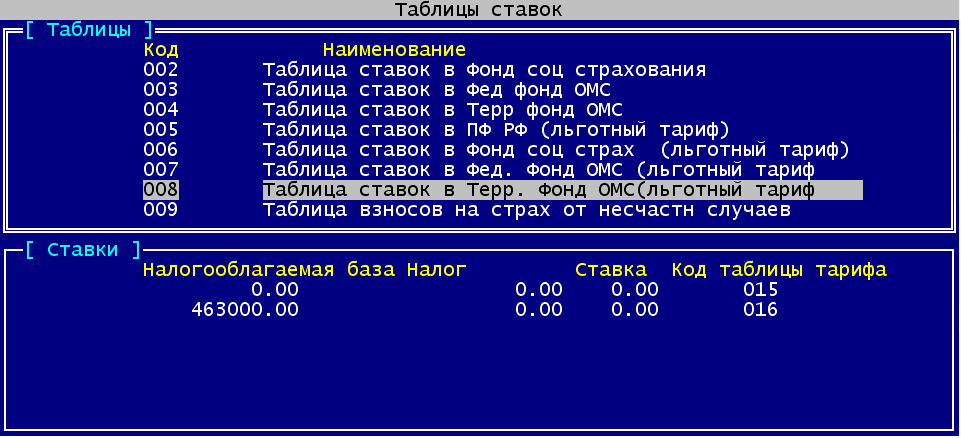 Таблицы ставок
[ Таблицы ]
Код Наименование
002 Таблица ставок в Фонд соц страхования
003 Таблица ставок в Фед фонд ОМС
004 Таблица ставок в Терр фонд ОМС
005 Таблица ставок в ПФ РФ (льготный тариф)
006 Таблица ставок в Фонд соц страх (льготный тариф)
007 Таблица ставок в Фед. Фонд ОМС (льготный тариф
008 Таблица ставок в Терр. Фонд ОМС(льготный тариф
009 Таблица взносов на страх от несчастн случаев
[ Ставки ]
Налогооблагаемая база Налог Ставка Код таблицы тарифа
0.00 0.00 0.00 015
463000.00 0.00 0.00 016